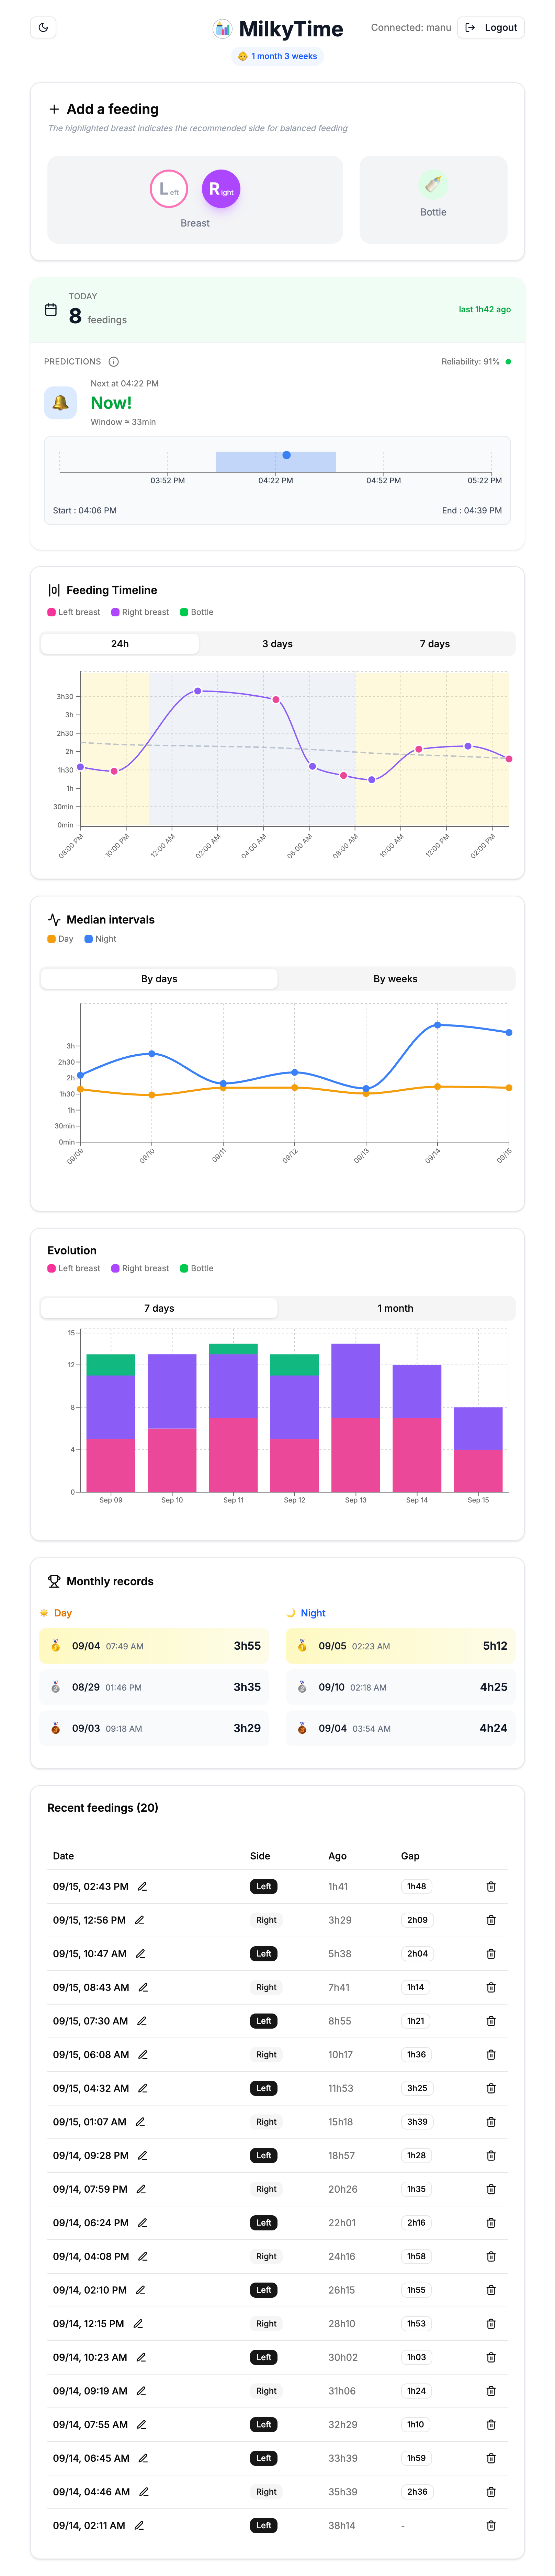 MilkyTime
Connected: manu
Logout
1 month 3 weeks
Add a feeding
The highlighted breast indicates the recommended side for balanced feeding
Left
Right
Breast
Bottle
TODAY
8 feedings
last 1h42 ago
PREDICTIONS
Reliability: 91%
Next at 04:22 PM
Now!
Window ≈ 33min
03:52 PM 04:22 PM 04:52 PM 05:22 PM
Start : 04:06 PM
End : 04:39 PM
Feeding Timeline
Left breast Right breast Bottle
24h 3 days 7 days
3h30
3h
2h30
2h
1h30
1h
30min
0min
08:00 PM 10:00 PM 12:00 AM 02:00 AM 04:00 AM 06:00 AM 08:00 AM 10:00 AM 12:00 PM 02:00 PM
Median intervals
Day Night
By days By weeks
3h
2h30
2h
1h30
1h
30min
0min
09/09 09/10 09/11 09/12 09/13 09/14 09/15
Evolution
Left breast Right breast Bottle
7 days 1 month
15
12
8
4
0
Sep 09 Sep 10 Sep 11 Sep 12 Sep 13 Sep 14 Sep 15
Monthly records
Day
09/04 07:49 AM 3h55
08/29 01:46 PM 3h35
09/03 09:18 AM 3h29
Night
09/05 02:23 AM 5h12
09/10 02:18 AM 4h25
09/04 03:54 AM 4h24
Recent feedings (20)
Date Side Ago Gap
09/15, 02:43 PM Left 1h41 1h48
09/15, 12:56 PM Right 3h29 2h09
09/15, 10:47 AM Left 5h38 2h04
09/15, 08:43 AM Right 7h41 1h14
09/15, 07:30 AM Left 8h55 1h21
09/15, 06:08 AM Right 10h17 1h36
09/15, 04:32 AM Left 11h53 3h25
09/15, 01:07 AM Right 15h18 3h39
09/14, 09:28 PM Left 18h57 1h28
09/14, 07:59 PM Right 20h26 1h35
09/14, 06:24 PM Left 22h01 2h16
09/14, 04:08 PM Right 24h16 1h58
09/14, 02:10 PM Left 26h15 1h55
09/14, 12:15 PM Right 28h10 1h53
09/14, 10:23 AM Left 30h02 1h03
09/14, 09:19 AM Right 31h06 1h24
09/14, 07:55 AM Left 32h29 1h10
09/14, 06:45 AM Left 33h39 1h59
09/14, 04:46 AM Right 35h39 2h36
09/14, 02:11 AM Left 38h14 -